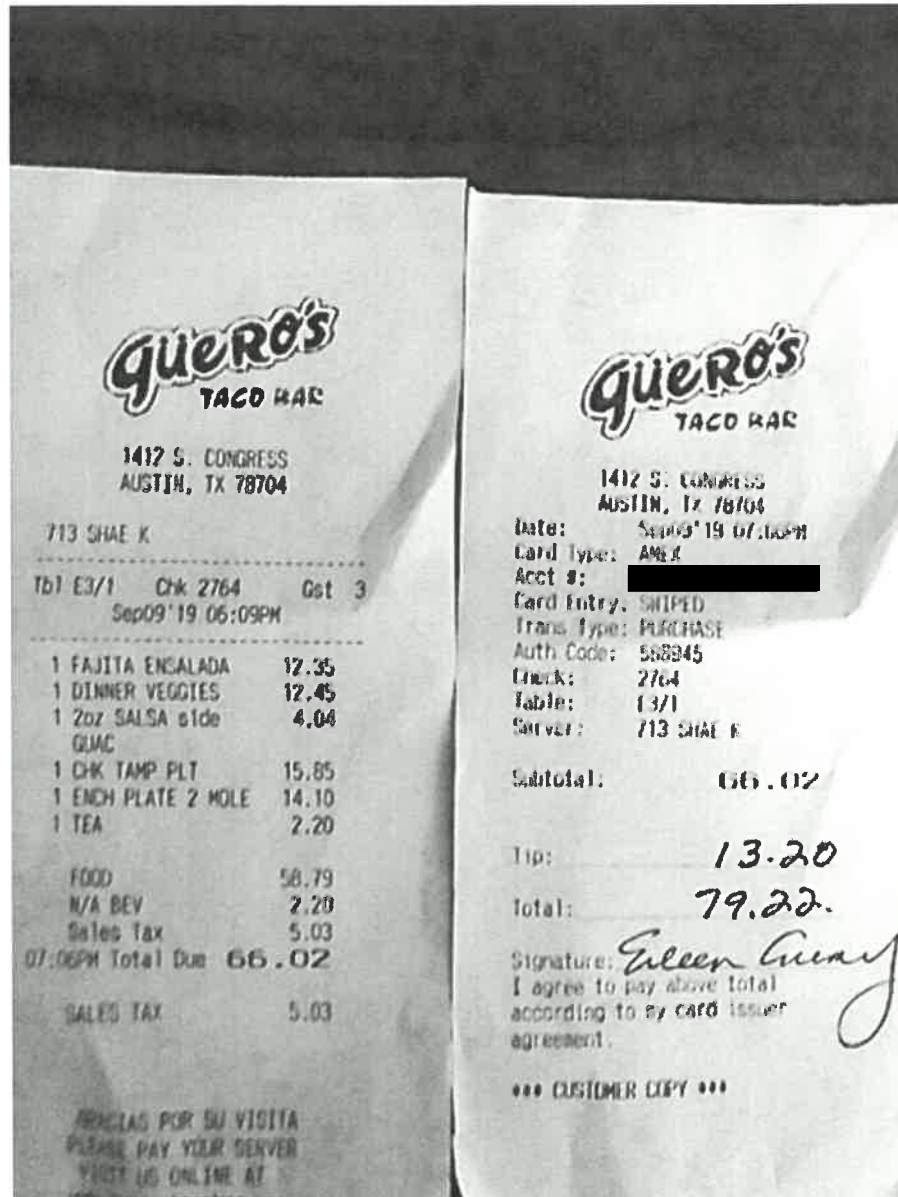 GÜERO'S
TACO BAR
1412 S. CONGRESS
AUSTIN, TX 78704
713 SHAE K
Tbl E3/1 Chk 2764 Gst 3
Sep09'19 06:09PM
1 FAJITA ENSALADA 12.35
1 DINNER VEGGIES 12.45
1 2oz SALSA side 4.04
GUAC
1 CHK TAMP PLT 15.85
1 ENCH PLATE 2 MOLE 14.10
1 TEA 2.20
FOOD 58.79
N/A BEV 2.20
Sales Tax 5.03
07:06PM Total Due 66.02
SALES TAX 5.03
GRACIAS POR SU VISITA
PLEASE PAY YOUR SERVER
VISIT US ONLINE AT
GÜERO'S
TACO BAR
1412 S. CONGRESS
AUSTIN, TX 78704
Date: Sep09'19
Card Type: AMEX
Acct #:
Card Entry: SWIPED
Trans Type: PURCHASE
Auth Code:
Check: 2764
Table: E3/1
Server: 713 SHAE K
Subtotal: 66.02
Tip: 13.20
Total: 79.22.
Signature: Eileen
I agree to pay above total
according to my card issuer
agreement.
*** CUSTOMER COPY ***